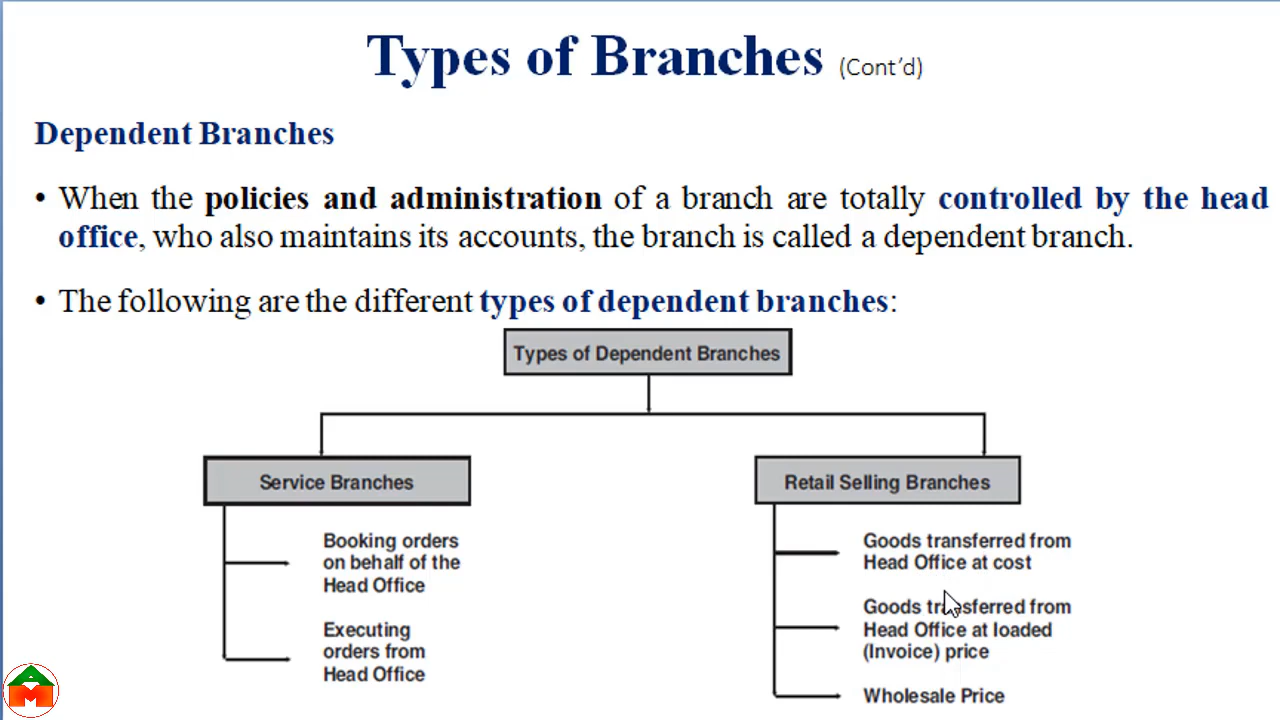 Types of Branches (Cont’d)
Dependent Branches
• When the policies and administration of a branch are totally controlled by the head
office, who also maintains its accounts, the branch is called a dependent branch.
• The following are the different types of dependent branches:
Types of Dependent Branches
Service Branches
Booking orders
on behalf of the
Head Office
Executing
orders from
Head Office
Retail Selling Branches
Goods transferred from
Head Office at cost
Goods transferred from
Head Office at loaded
(Invoice) price
Wholesale Price